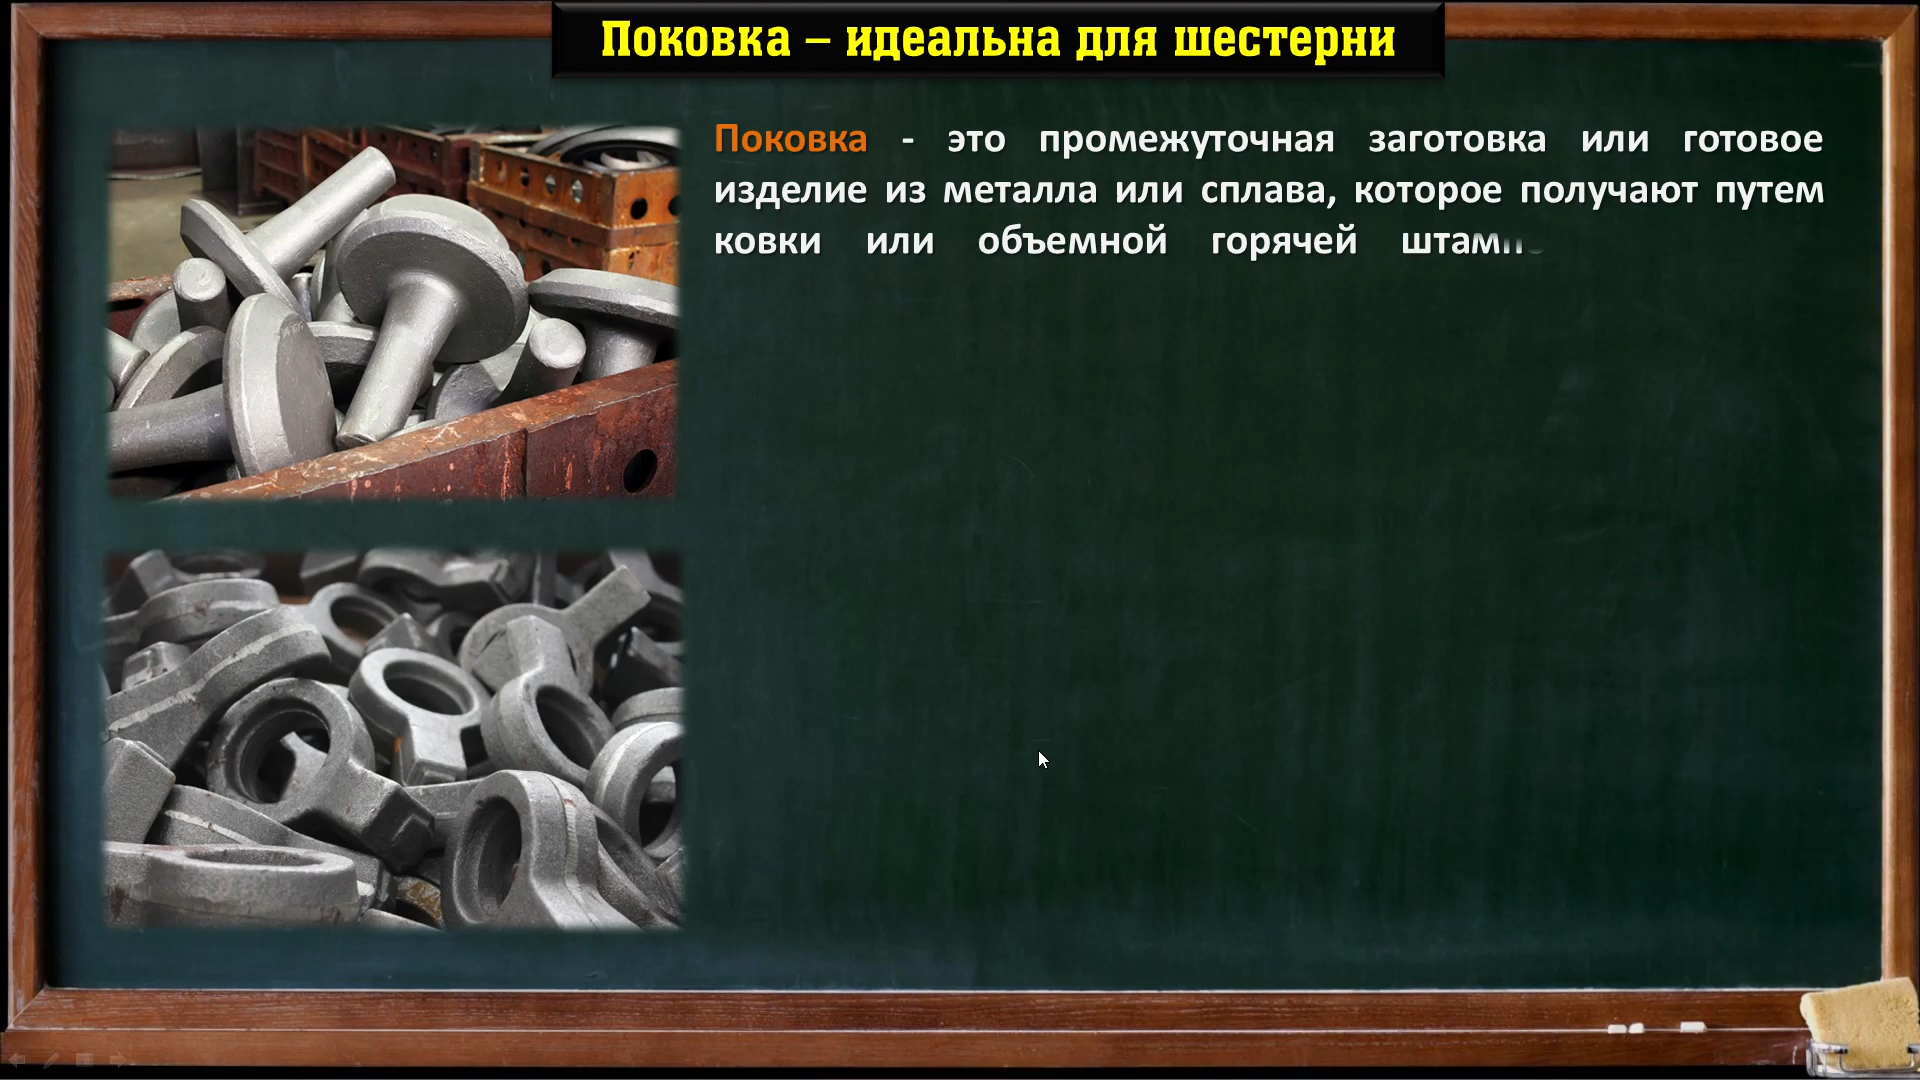 Поковка – идеальна для шестерни
Поковка - это промежуточная заготовка или готовое
изделие из металла или сплава, которое получают путем
ковки или объемной горячей